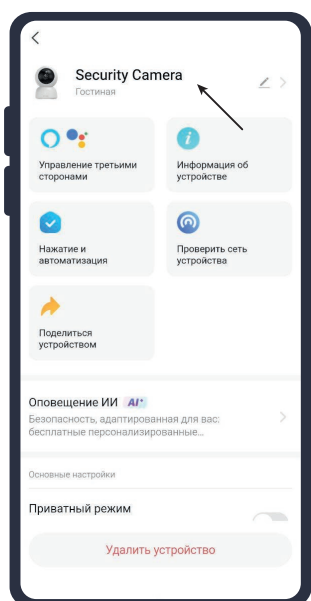 Security Camera
Гостиная
Управление третьими
сторонами
Информация об
устройстве
Нажатие и
автоматизация
Проверить сеть
устройства
Поделиться
устройством
Оповещение ИИ AI+
Безопасность, адаптированная для вас:
бесплатные персонализированные...
Основные настройки
Приватный режим
Удалить устройство